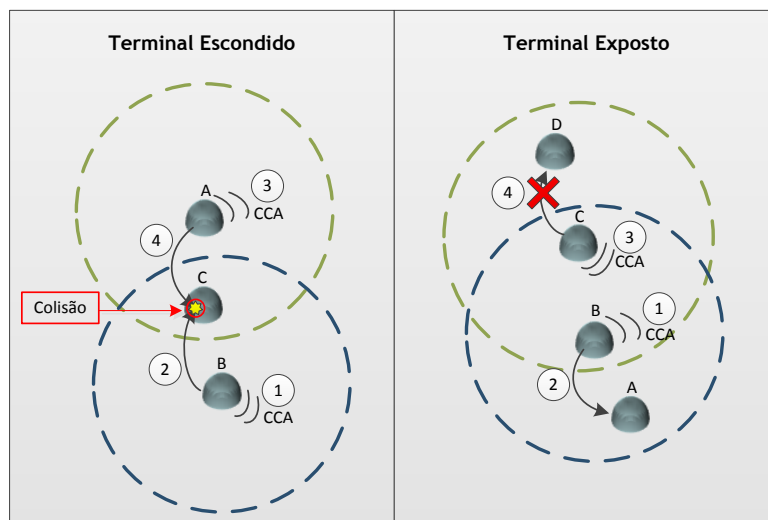 Terminal Escondido
A
3
CCA
4
C
Colisão
B
2
1
CCA
Terminal Exposto
D
4
C
3
CCA
B
1
CCA
2
A